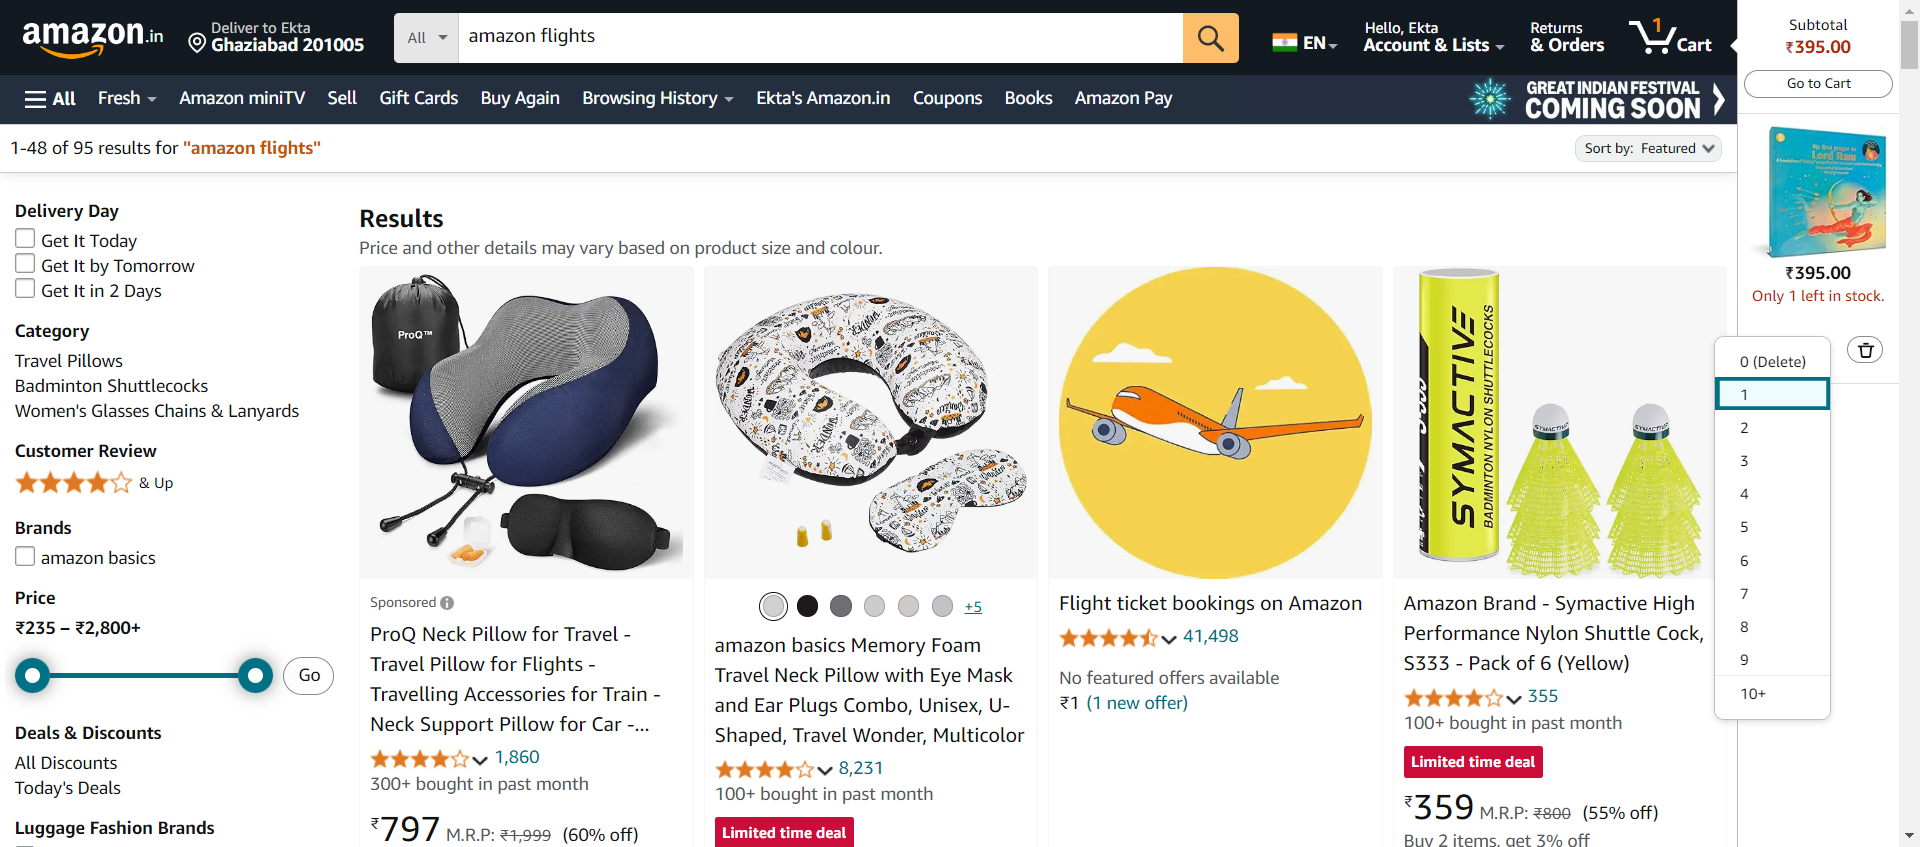 amazon.in
Deliver to Ekta
Ghaziabad 201005
All
amazon flights
EN
Hello, Ekta
Account & Lists
Returns
& Orders
1
Cart
Subtotal
₹395.00
Go to Cart
All
Fresh
Amazon miniTV
Sell
Gift Cards
Buy Again
Browsing History
Ekta's Amazon.in
Coupons
Books
Amazon Pay
GREAT INDIAN FESTIVAL
COMING SOON
1-48 of 95 results for "amazon flights"
Sort by: Featured
My first prayer to
Lord Ram
₹395.00
Only 1 left in stock.
0 (Delete)
1
2
3
4
5
6
7
8
9
10+
Delivery Day
Get It Today
Get It by Tomorrow
Get It in 2 Days
Category
Travel Pillows
Badminton Shuttlecocks
Women's Glasses Chains & Lanyards
Customer Review
& Up
Brands
amazon basics
Price
₹235 – ₹2,800+
Go
Deals & Discounts
All Discounts
Today's Deals
Luggage Fashion Brands
Results
Price and other details may vary based on product size and colour.
ProQ™
Sponsored
ProQ Neck Pillow for Travel -
Travel Pillow for Flights -
Travelling Accessories for Train -
Neck Support Pillow for Car -...
1,860
300+ bought in past month
₹797 M.R.P: ₹1,999 (60% off)
+5
amazon basics Memory Foam
Travel Neck Pillow with Eye Mask
and Ear Plugs Combo, Unisex, U-
Shaped, Travel Wonder, Multicolor
8,231
100+ bought in past month
Limited time deal
Flight ticket bookings on Amazon
41,498
No featured offers available
₹1 (1 new offer)
SYMACTIVE
BADMINTON NYLON SHUTTLECOCKS
SYMACTIVE
SYMACTIVE
Amazon Brand - Symactive High
Performance Nylon Shuttle Cock,
S333 - Pack of 6 (Yellow)
355
100+ bought in past month
Limited time deal
₹359 M.R.P: ₹800 (55% off)
Buy 2 items, get 3% off